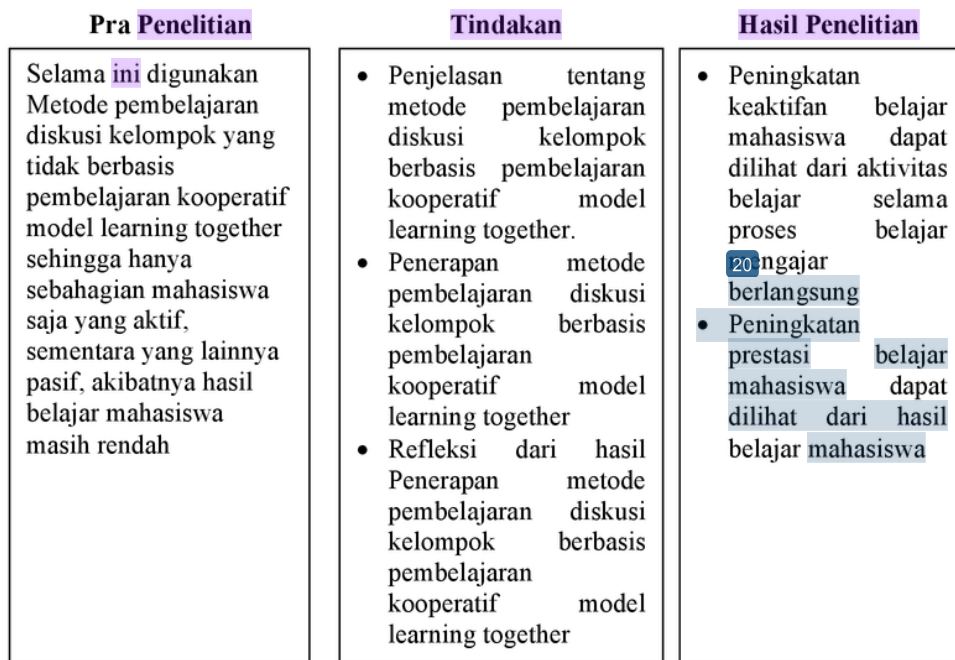 Pra Penelitian
Selama ini digunakan
Metode pembelajaran
diskusi kelompok yang
tidak berbasis
pembelajaran kooperatif
model learning together
sehingga hanya
sebahagian mahasiswa
saja yang aktif,
sementara yang lainnya
pasif, akibatnya hasil
belajar mahasiswa
masih rendah
Tindakan
• Penjelasan tentang
metode pembelajaran
diskusi kelompok
berbasis pembelajaran
kooperatif model
learning together.
• Penerapan metode
pembelajaran diskusi
kelompok berbasis
pembelajaran
kooperatif model
learning together
• Refleksi dari hasil
Penerapan metode
pembelajaran diskusi
kelompok berbasis
pembelajaran
kooperatif model
learning together
Hasil Penelitian
• Peningkatan
keaktifan belajar
mahasiswa dapat
dilihat dari aktivitas
belajar selama
proses belajar
20
mengajar
berlangsung
• Peningkatan
prestasi belajar
mahasiswa dapat
dilihat dari hasil
belajar mahasiswa